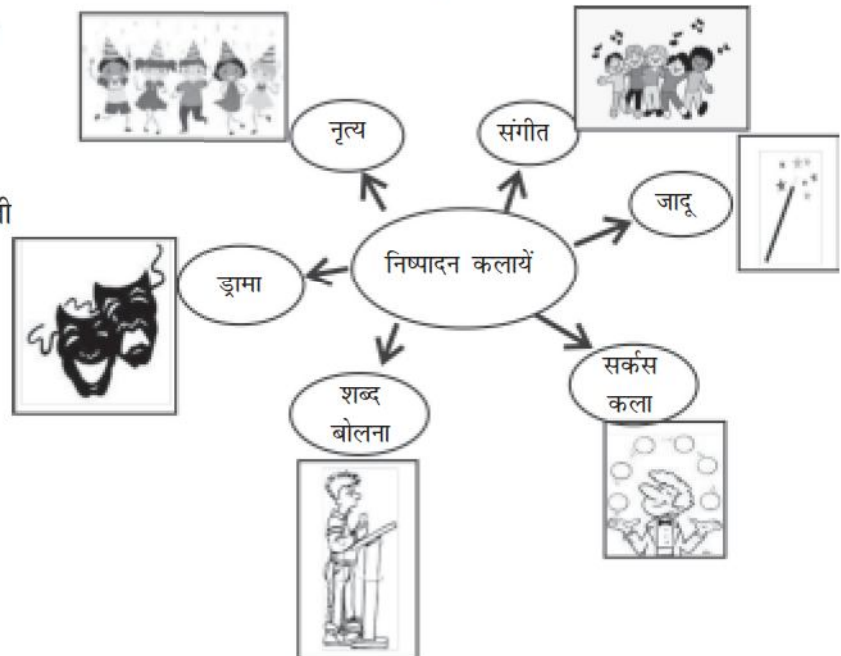 नृत्य
संगीत
जादू
निष्पादन कलायें
ड्रामा
सर्कस
कला
शब्द
बोलना